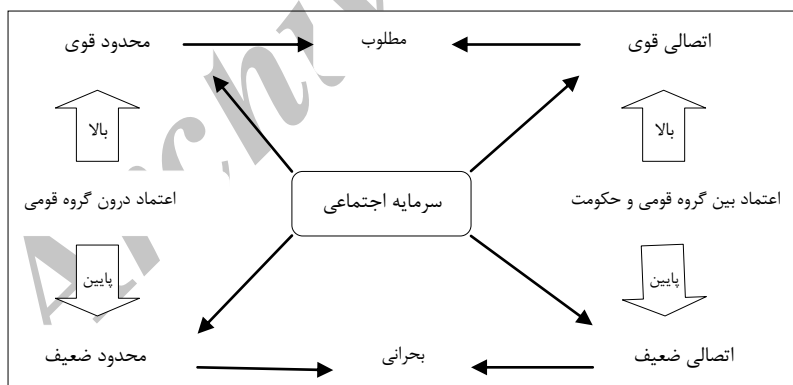 اتصالی قوی
مطلوب
محدود قوی
بالا
بالا
اعتماد بین گروه قومی و حکومت
سرمایه اجتماعی
اعتماد درون گروه قومی
پایین
پایین
اتصالی ضعیف
بحرانی
محدود ضعیف